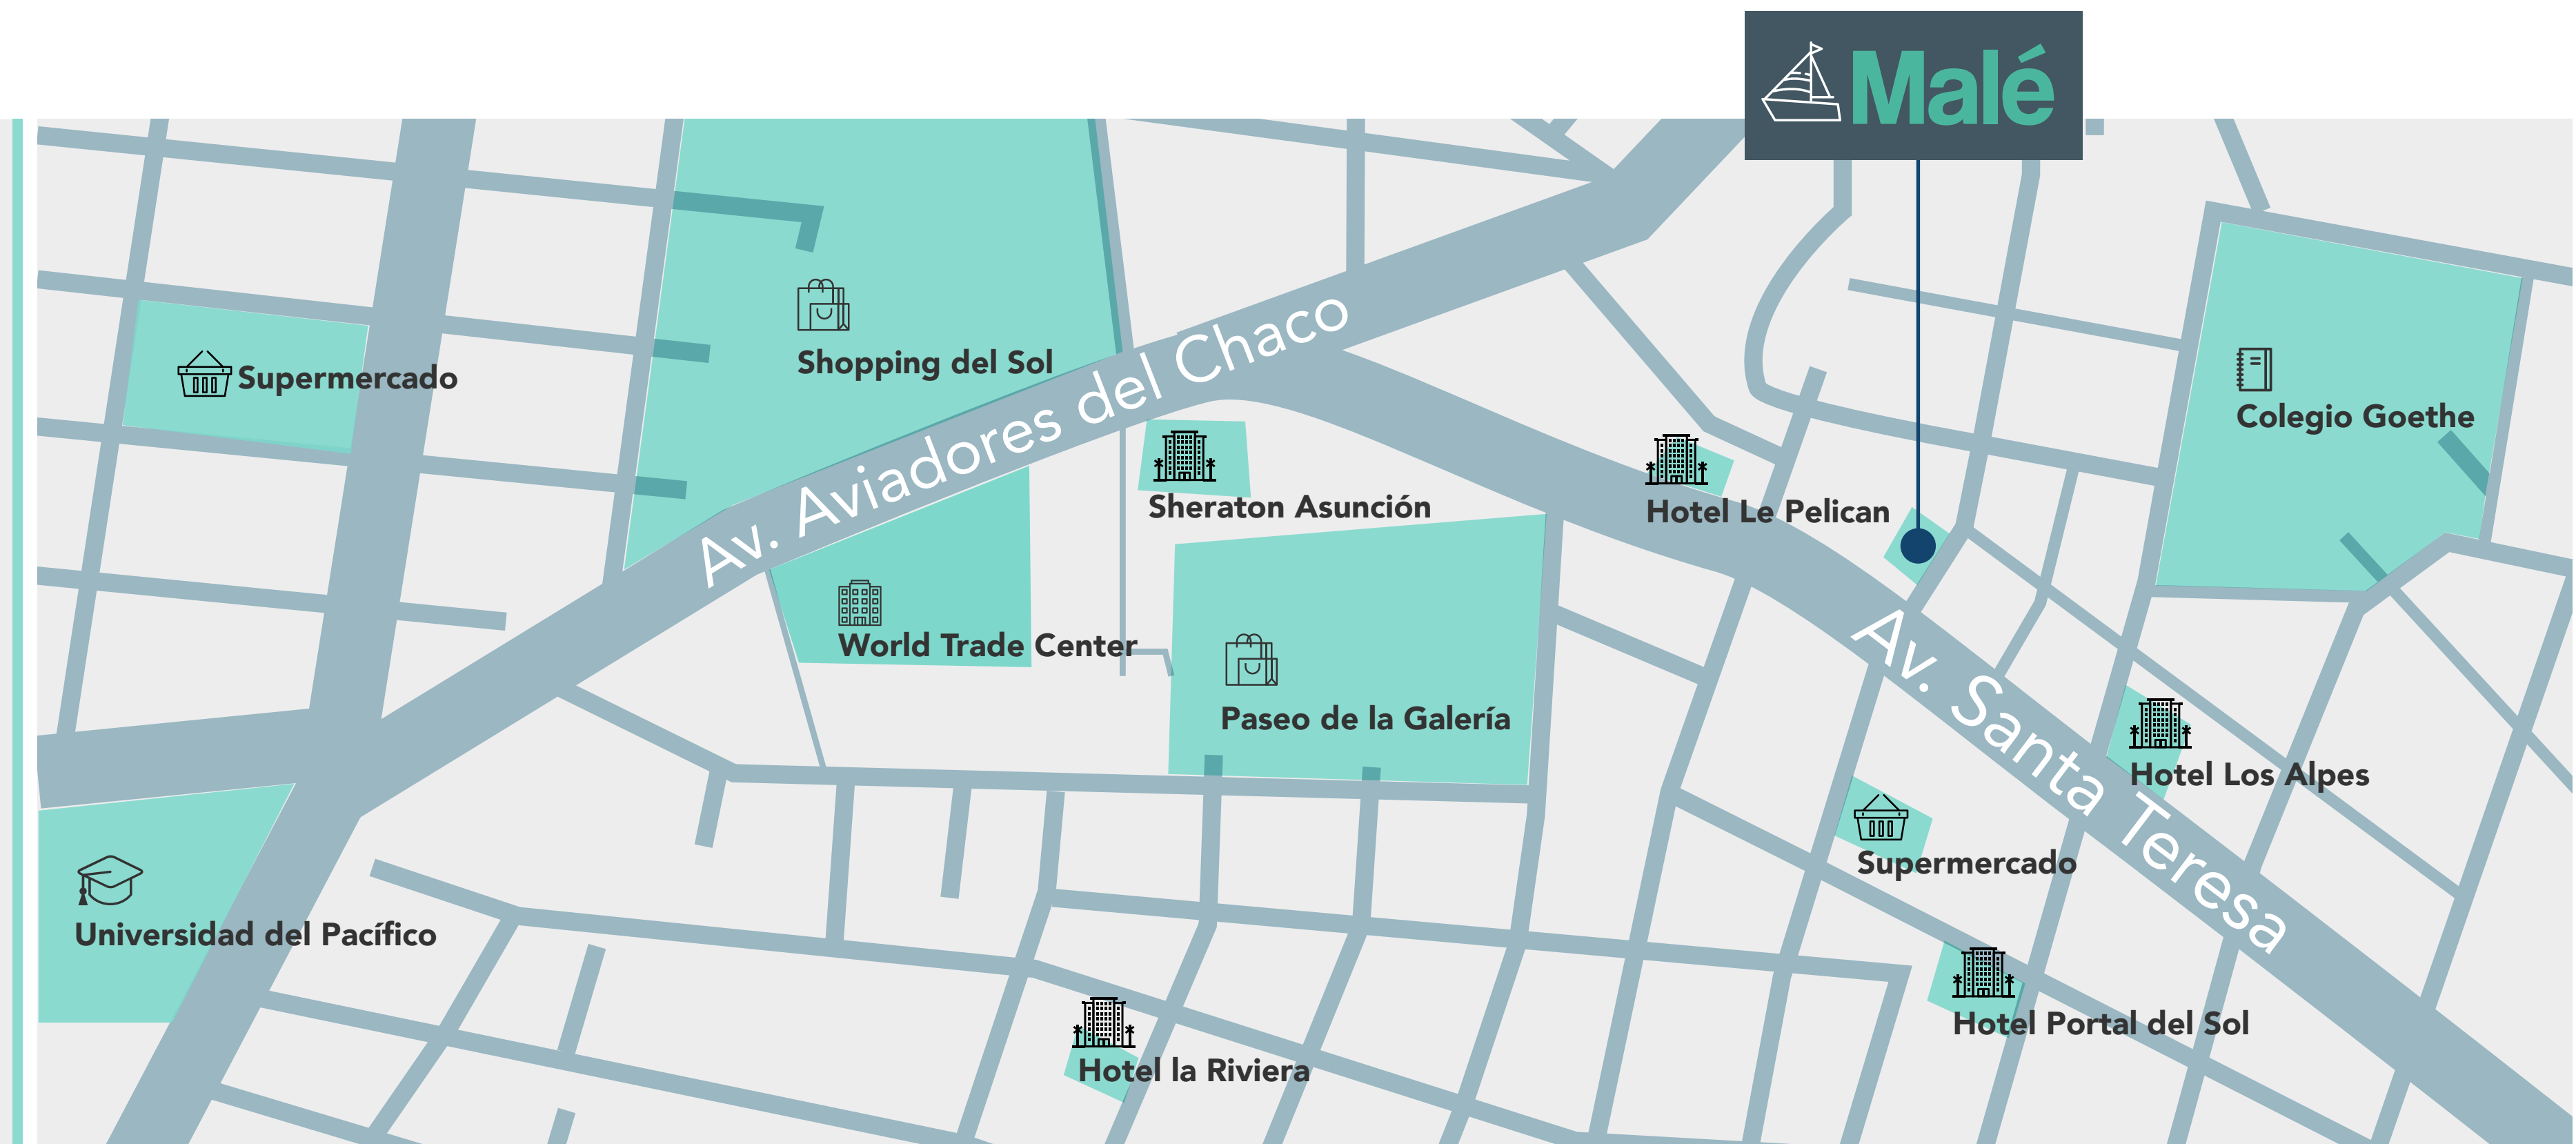 Malé
Shopping del Sol
Supermercado
Av. Aviadores del Chaco
Sheraton Asunción
Hotel Le Pelican
Colegio Goethe
World Trade Center
Paseo de la Galería
Av. Santa Teresa
Hotel Los Alpes
Supermercado
Universidad del Pacífico
Hotel Portal del Sol
Hotel la Riviera